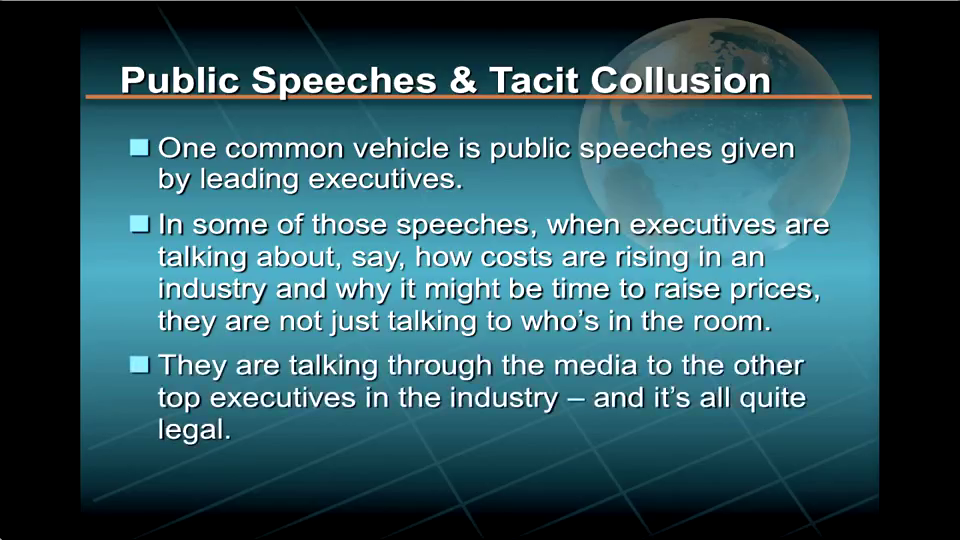 Public Speeches & Tacit Collusion
One common vehicle is public speeches given
by leading executives.
In some of those speeches, when executives are
talking about, say, how costs are rising in an
industry and why it might be time to raise prices,
they are not just talking to who's in the room.
They are talking through the media to the other
top executives in the industry – and it's all quite
legal.